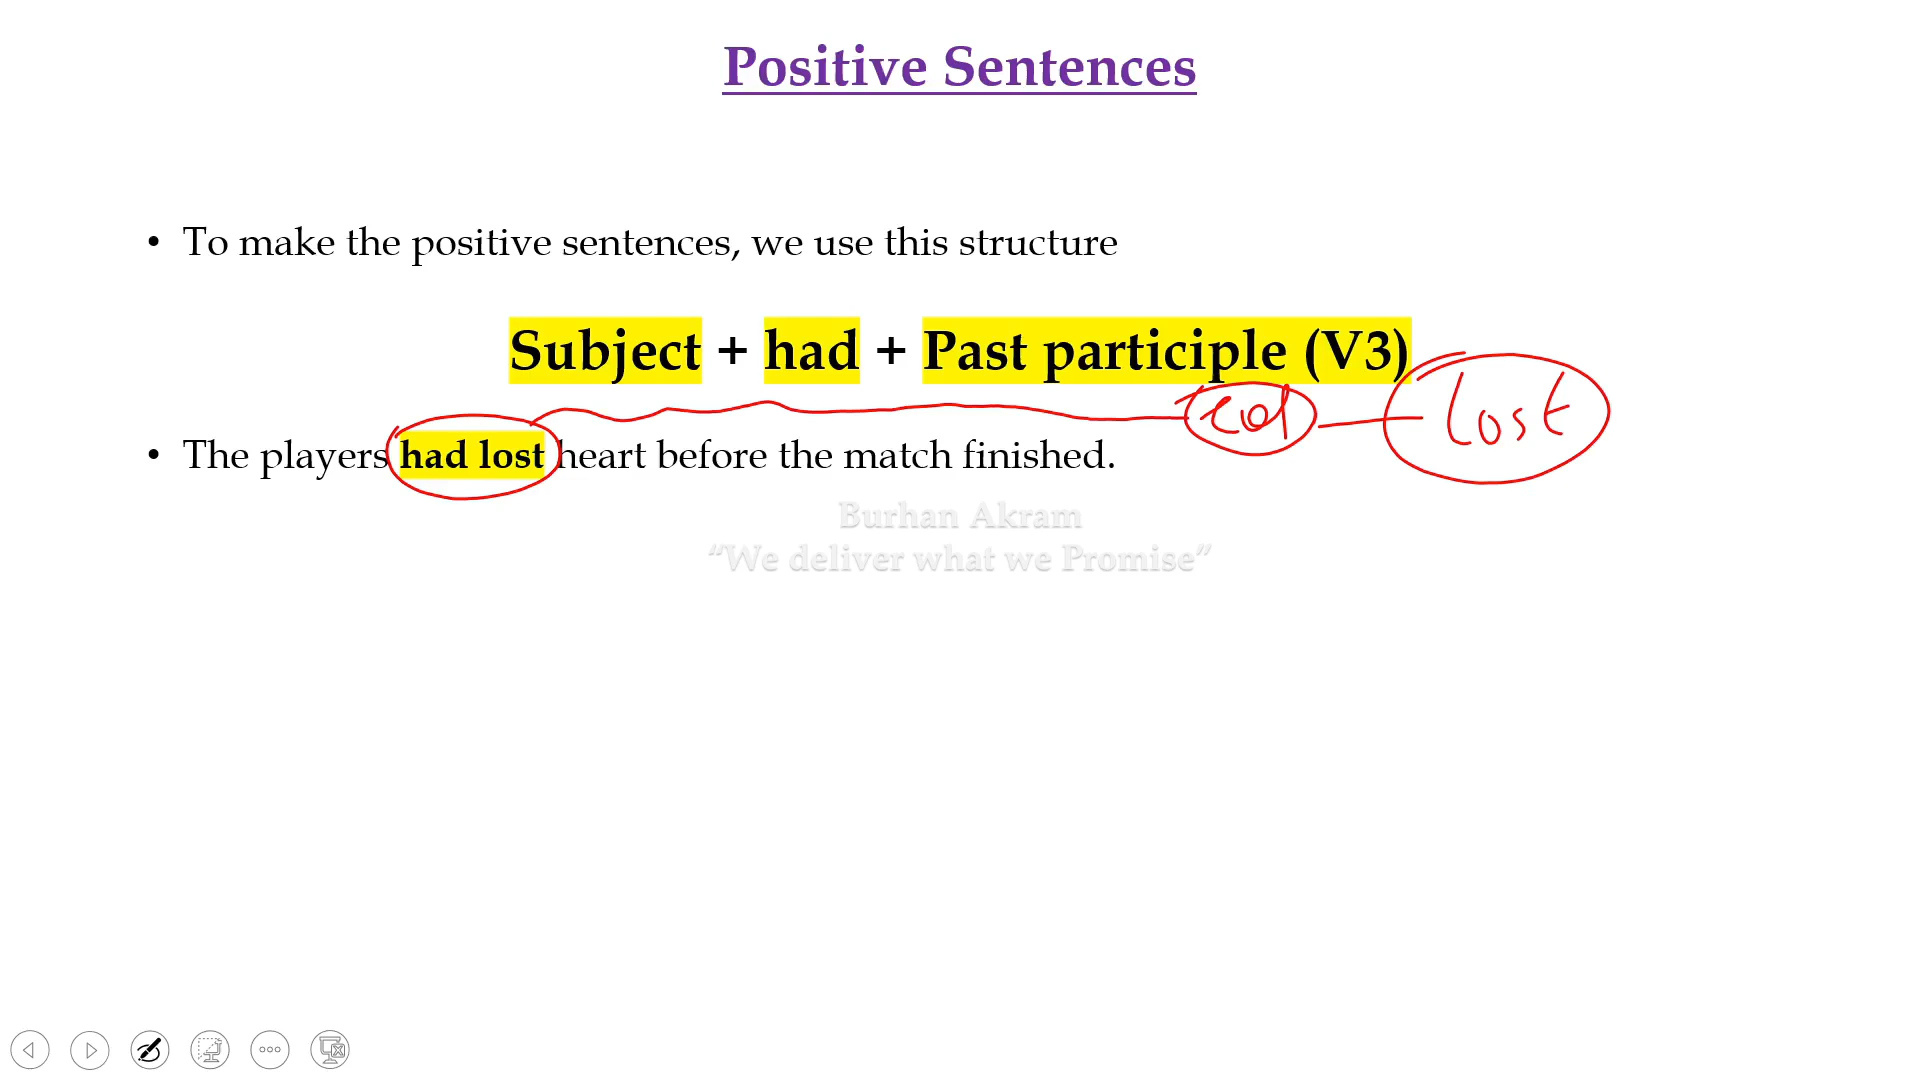 Positive Sentences
• To make the positive sentences, we use this structure
Subject + had + Past participle (V3)
Lost
• The players had lost heart before the match finished.
Burhan Akram
“We deliver what we Promise”